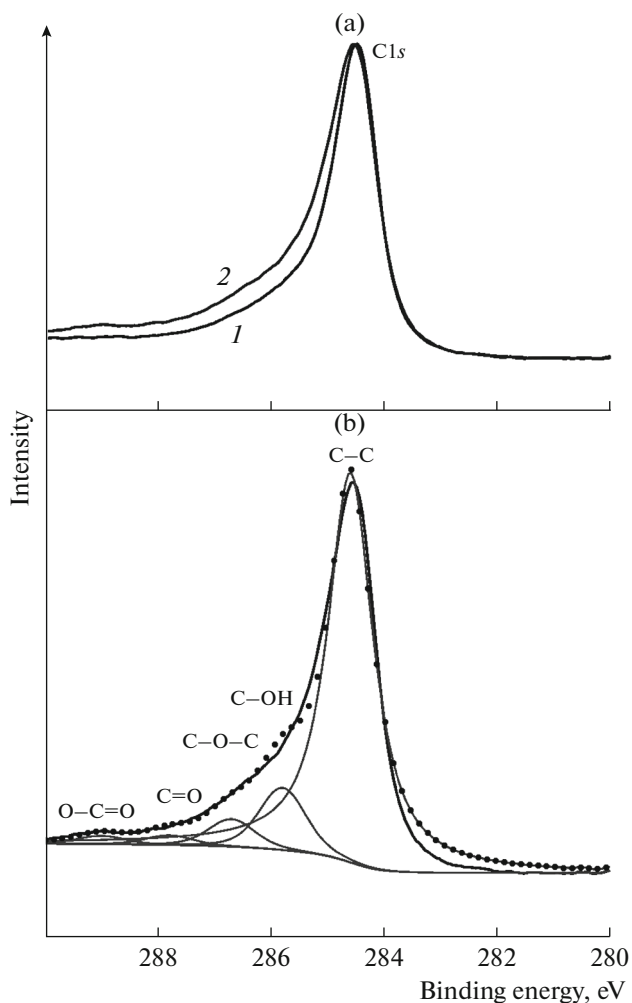 (a)
C1s
2
1
Intensity
(b)
C–C
C–OH
C–O–C
C=O
O–C=O
288 286 284 282 280
Binding energy, eV